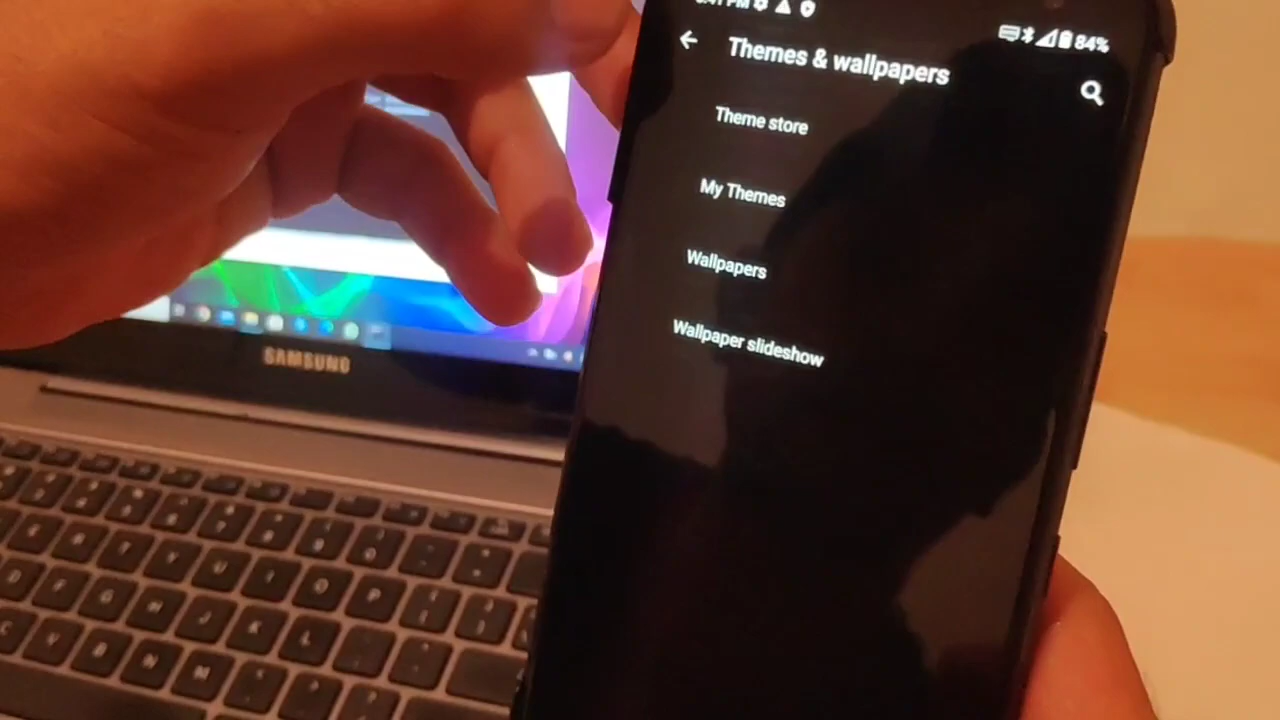 84%
Themes & wallpapers
Theme store
My Themes
Wallpapers
Wallpaper slideshow
SAMSUNG
K L